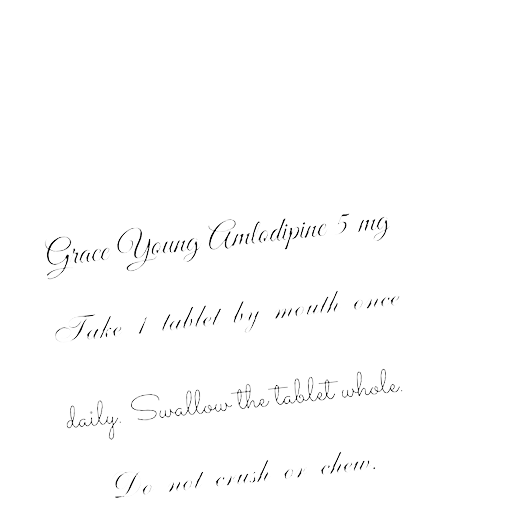 Grace Young Amlodipine 5 mg
Take 1 tablet by mouth once
daily. Swallow the tablet whole.
Do not crush or chew.